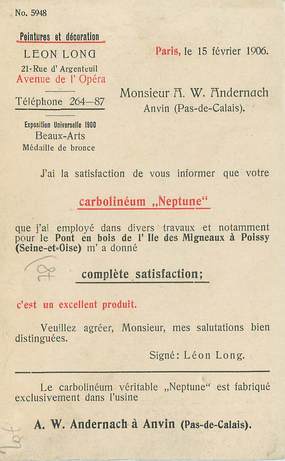 No. 5948
Peintures et décoration
LEON LONG
21-Rue d'Argenteuil
Avenue de l'Opéra
Téléphone 264-87
Exposition Universelle 1900
Beaux-Arts
Médaille de bronce
Paris, le 15 février 1906.
Monsieur A. W. Andernach
Anvin (Pas-de-Calais).
J'ai la satisfaction de vous informer que votre
carbolinéum „Neptune"
que j'ai employé dans divers travaux et notamment
pour le Pont en bois de l'Ile des Migneaux à Poissy
(Seine-et-Oise) m'a donné
complète satisfaction;
c'est un excellent produit.
Veuillez agréer, Monsieur, mes salutations bien
distinguées.
Signé: Léon Long.
Le carbolinéum véritable „Neptune" est fabriqué
exclusivement dans l'usine
A. W. Andernach à Anvin (Pas-de-Calais).